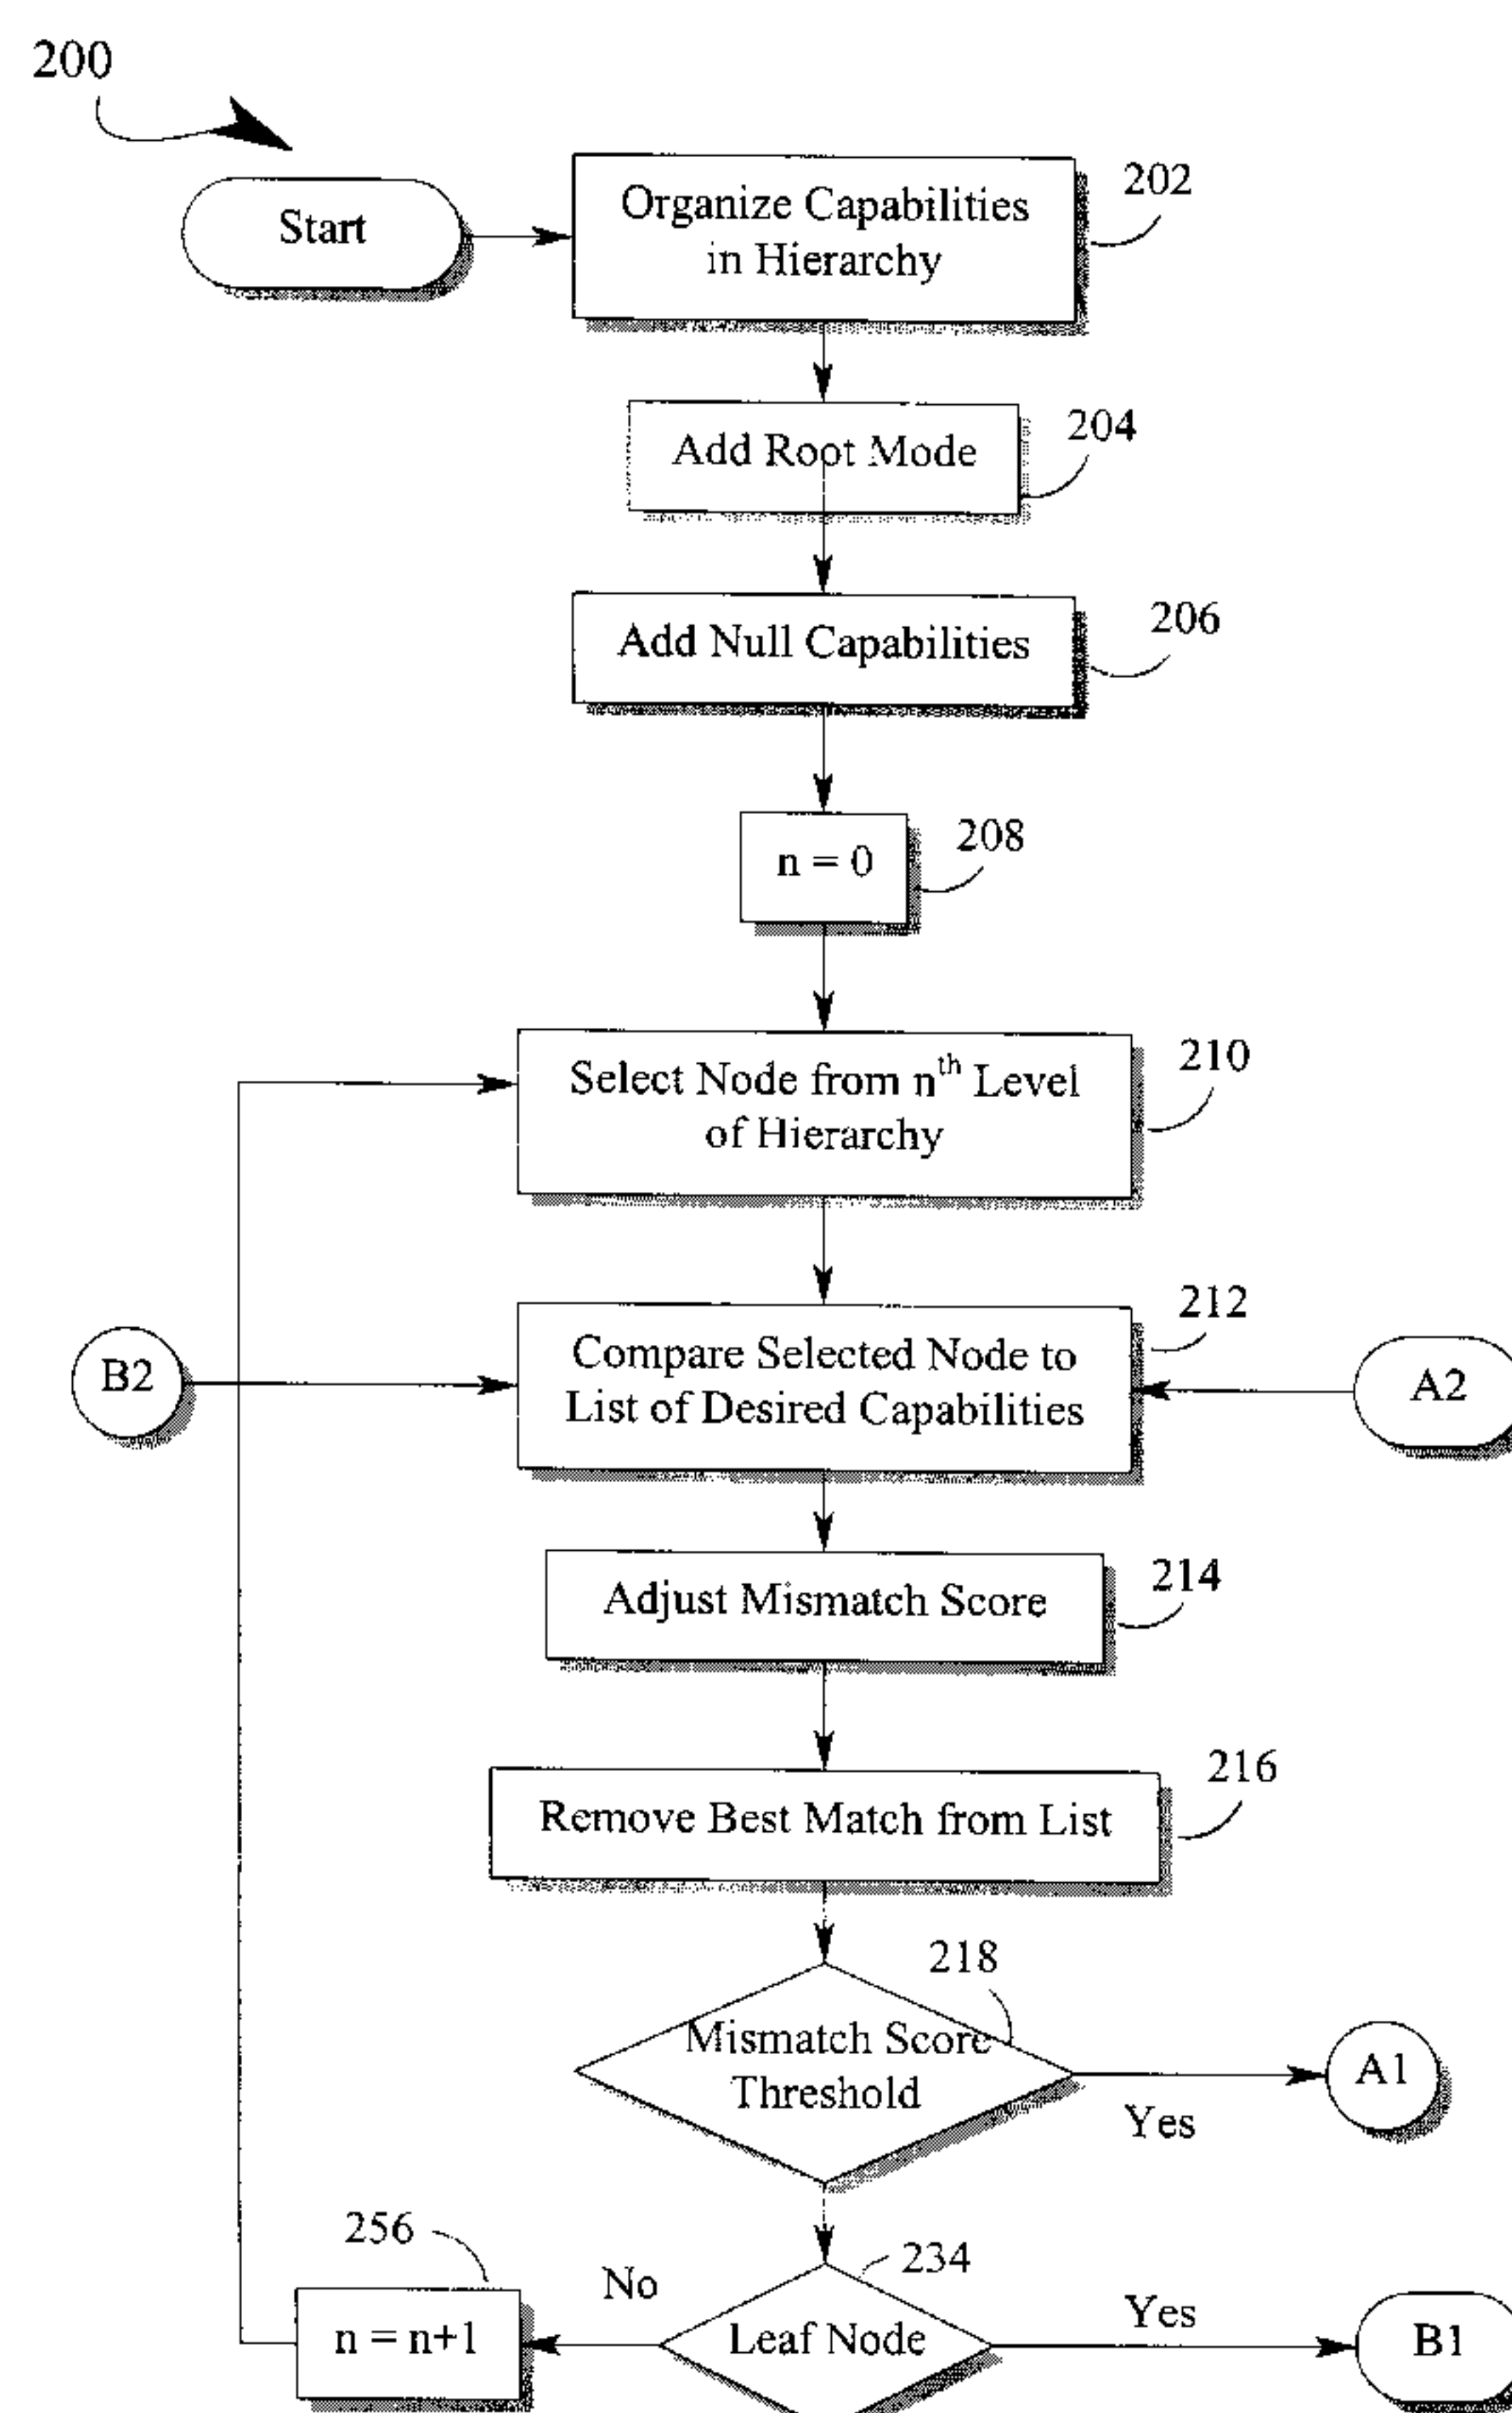 200
Start
Organize Capabilities
in Hierarchy
202
Add Root Mode
204
Add Null Capabilities
206
n = 0
208
Select Node from nth Level
of Hierarchy
210
B2
Compare Selected Node to
List of Desired Capabilities
212
A2
Adjust Mismatch Score
214
Remove Best Match from List
216
218
Mismatch Score
Threshold
Yes
A1
256
n = n+1
No
234
Leaf Node
Yes
B1